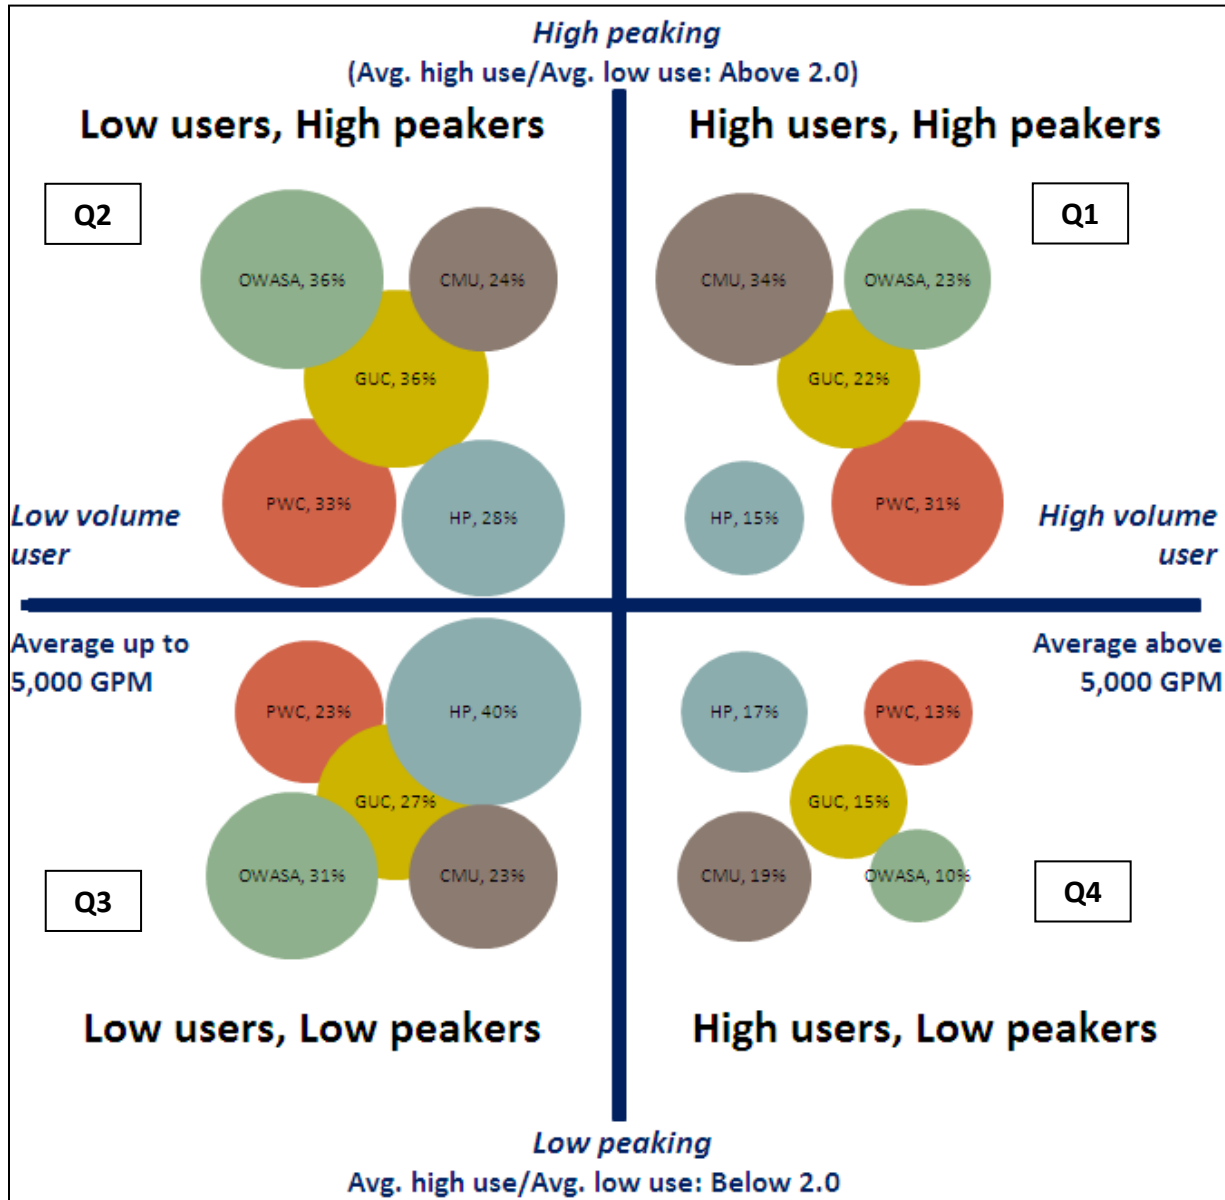 High peaking
(Avg. high use/Avg. low use: Above 2.0)
Low users, High peakers
High users, High peakers
Q2
Q1
OWASA, 36%
CMU, 24%
CMU, 34%
OWASA, 23%
GUC, 36%
GUC, 22%
PWC, 33%
HP, 28%
HP, 15%
PWC, 31%
Low volume
user
High volume
user
Average up to
5,000 GPM
Average above
5,000 GPM
PWC, 23%
HP, 40%
HP, 17%
PWC, 13%
GUC, 27%
GUC, 15%
OWASA, 31%
CMU, 23%
CMU, 19%
OWASA, 10%
Q3
Q4
Low users, Low peakers
High users, Low peakers
Low peaking
Avg. high use/Avg. low use: Below 2.0